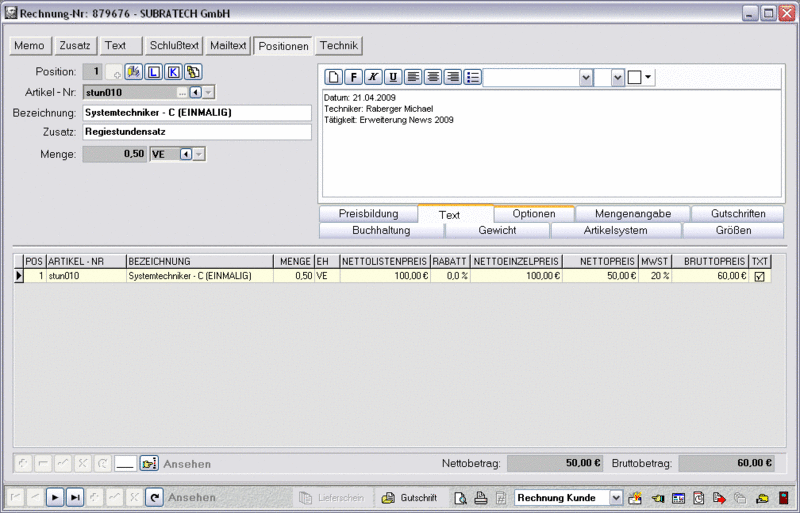 Rechnung-Nr: 879676 - SUBRATECH GmbH
Memo Zusatz Text Schlußtext Mailtext Positionen Technik
Position: 1 L K
F K U
Artikel - Nr: stun010 ...
Bezeichnung: Systemtechniker - C (EINMALIG)
Zusatz: Regiestundensatz
Menge: 0,50 VE
Datum: 21.04.2009
Techniker: Raberger Michael
Tätigkeit: Erweiterung News 2009
Preisbildung Text Optionen Mengenangabe Gutschriften
Buchhaltung Gewicht Artikelsystem Größen
POS ARTIKEL - NR BEZEICHNUNG MENGE EH NETTOLISTENPREIS RABATT NETTOEINZELPREIS NETTOPREIS MWST BRUTTOPREIS TXT
1 stun010 Systemtechniker - C (EINMALIG) 0,50 VE 100,00 € 0,0 % 100,00 € 50,00 € 20 % 60,00 €
Ansehen Nettobetrag: 50,00 € Bruttobetrag: 60,00 €
Ansehen Lieferschein Gutschrift # Rechnung Kunde